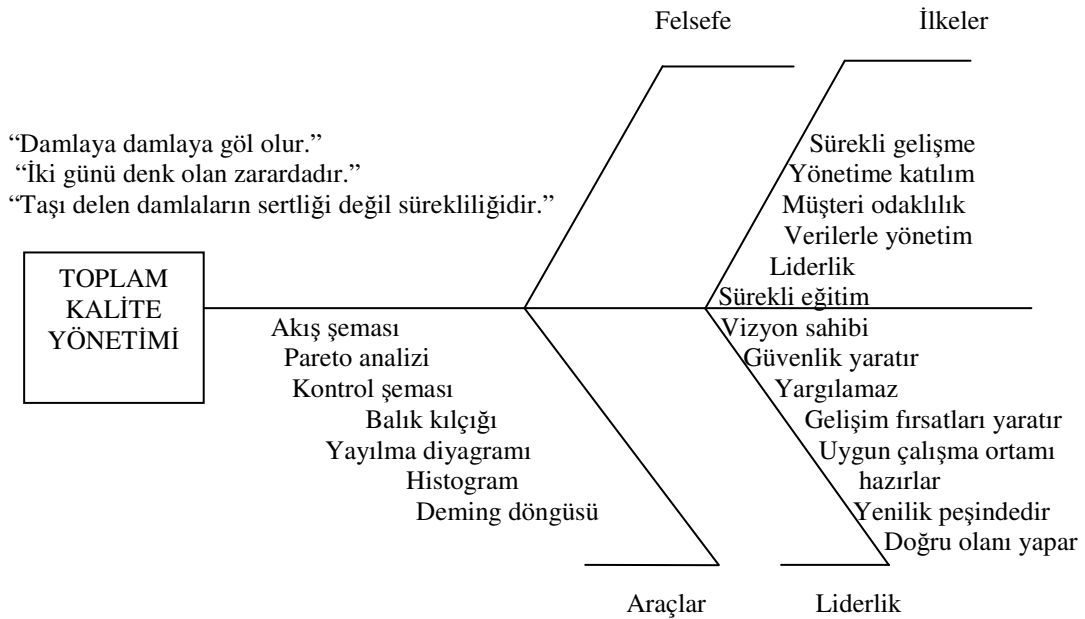 Felsefe
İlkeler
“Damlaya damlaya göl olur.”
“İki günü denk olan zarardadır.”
“Taşı delen damlaların sertliği değil sürekliliğidir.”
Sürekli gelişme
Yönetime katılım
Müşteri odaklılık
Verilerle yönetim
Liderlik
Sürekli eğitim
TOPLAM
KALİTE
YÖNETİMİ
Akış şeması
Pareto analizi
Kontrol şeması
Balık kılçığı
Yayılma diyagramı
Histogram
Deming döngüsü
Vizyon sahibi
Güvenlik yaratır
Yargılamaz
Gelişim fırsatları yaratır
Uygun çalışma ortamı
hazırlar
Yenilik peşindedir
Doğru olanı yapar
Araçlar
Liderlik